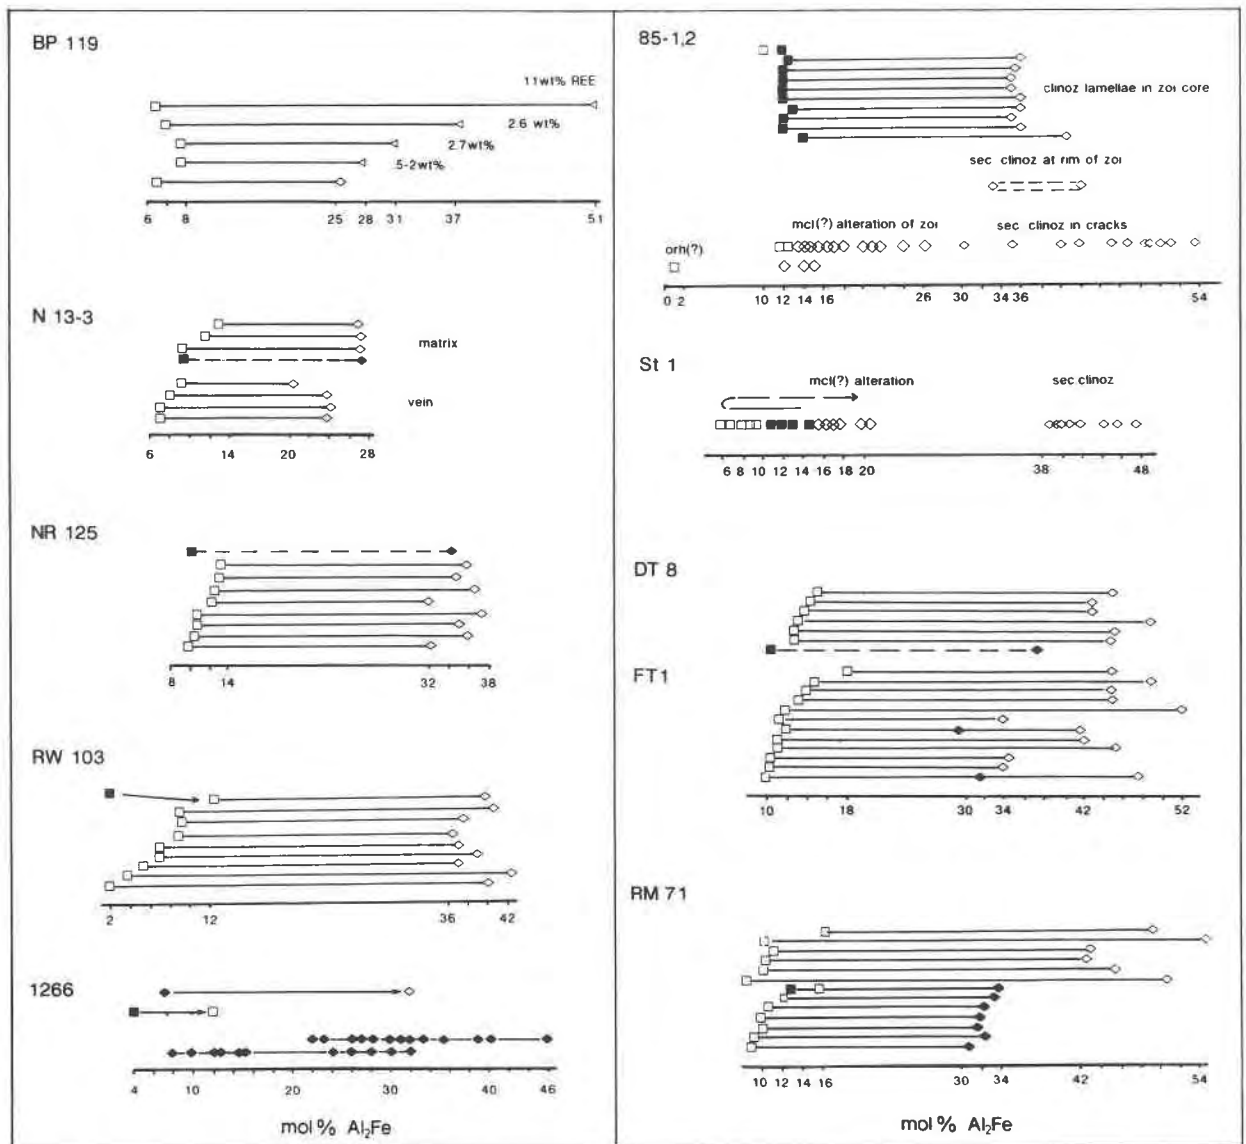 BP 119
11wt% REE
2.6 wt%
2.7wt%
5-2wt%
6 8 25 28 31 37 51
N 13-3
matrix
vein
6 14 20 28
NR 125
8 14 32 38
RW 103
2 12 36 42
1266
4 10 20 30 40 46
mol% Al₂Fe
85-1,2
clinoz lamellae in zoi core
sec clinoz at rim of zoi
mcl(?) alteration of zoi
sec clinoz in cracks
orh(?)
0 2 10 12 14 16 26 30 34 36 54
St 1
mcl(?) alteration
sec clinoz
6 8 10 12 14 16 18 20 38 48
DT 8
FT1
10 18 30 34 42 52
RM 71
10 12 14 16 30 34 42 54
mol% Al₂Fe